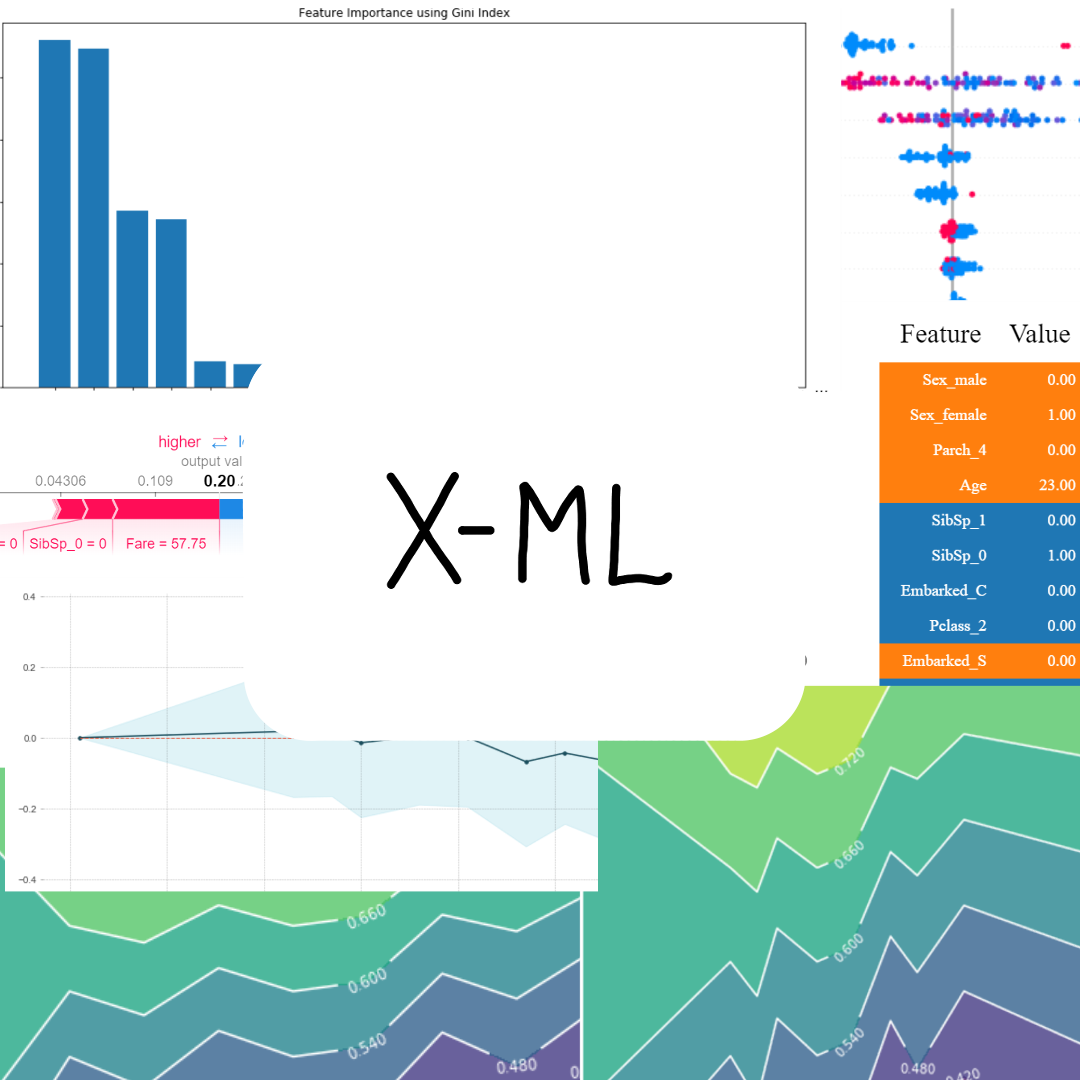 Feature Importance using Gini Index
...
Feature Value
Sex_male 0.00
Sex_female 1.00
Parch_4 0.00
Age 23.00
SibSp_1 0.00
SibSp_0 1.00
Embarked_C 0.00
Pclass_2 0.00
Embarked_S 0.00
higher ⇄
output val
0.04306 0.109 0.20
= 0 SibSp_0 = 0 Fare = 57.75
X-ML
0.4
0.2
0.0
−0.2
−0.4
0.720
0.660
0.600
0.540
0.480
0.420
0.660
0.600
0.540
0.480